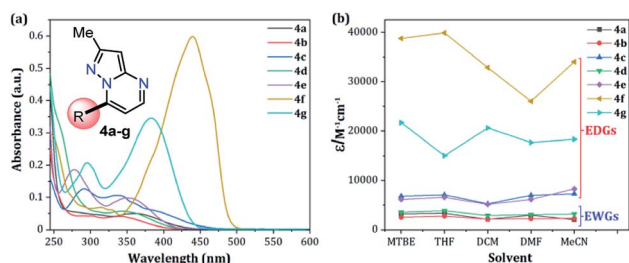 (a)
Me
N
N
N
R
4a-g
4a
4b
4c
4d
4e
4f
4g
Absorbance (a.u.)
0.6
0.5
0.4
0.3
0.2
0.1
0
250 300 350 400 450 500 550 600
Wavelength (nm)
(b)
4a
4b
4c
4d
4e
4f
4g
ε/M⁻¹cm⁻¹
40000
30000
20000
10000
0
EDGs
EWGs
MTBE THF DCM DMF MeCN
Solvent